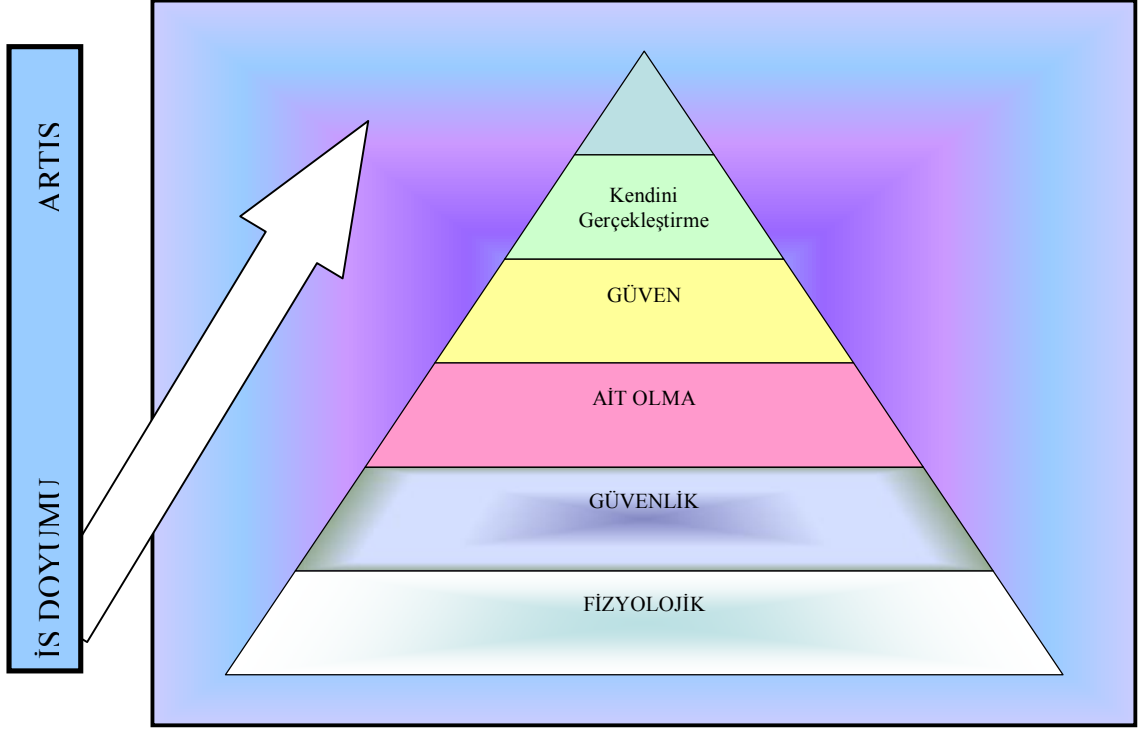 ARTIS
İS DOYUMU
Kendini
Gerçekleştirme
GÜVEN
AİT OLMA
GÜVENLİK
FİZYOLOJİK